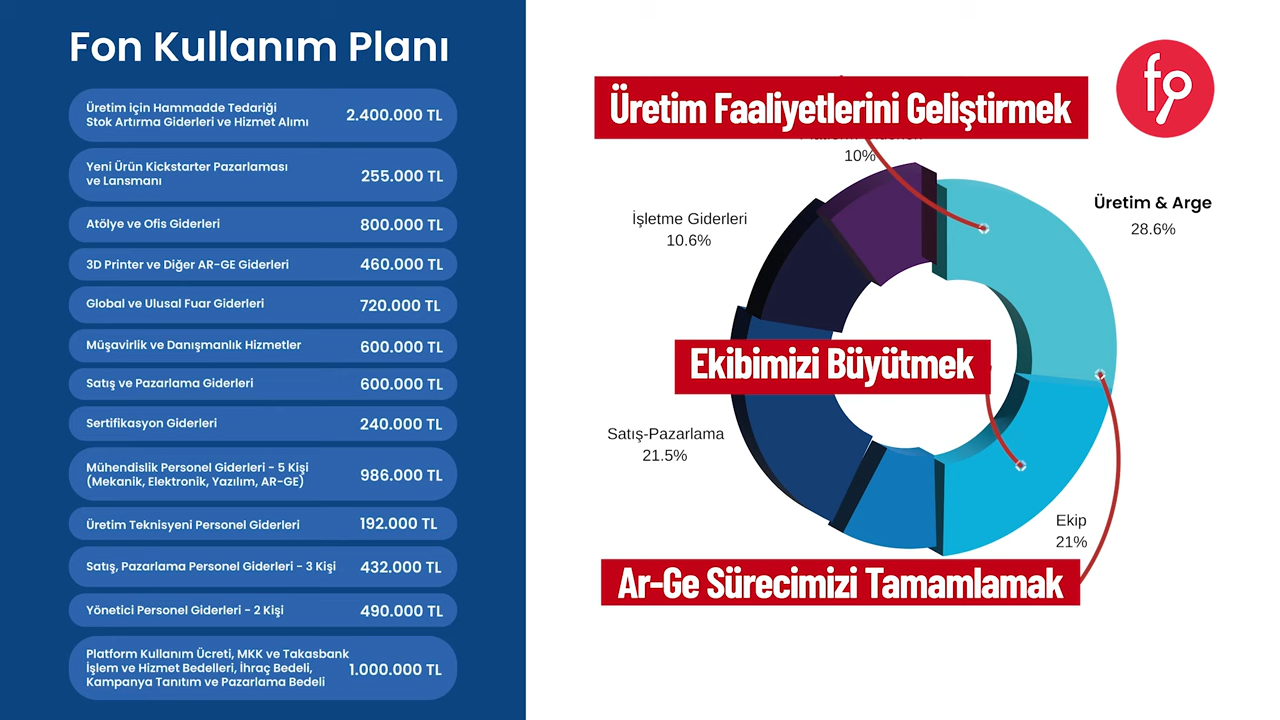 Fon Kullanım Planı
Üretim için Hammadde Tedariği
Stok Artırma Giderleri ve Hizmet Alımı
2.400.000 TL
Yeni Ürün Kickstarter Pazarlaması
ve Lansmanı
255.000 TL
Atölye ve Ofis Giderleri
800.000 TL
3D Printer ve Diğer AR-GE Giderleri
460.000 TL
Global ve Ulusal Fuar Giderleri
720.000 TL
Müşavirlik ve Danışmanlık Hizmetler
600.000 TL
Satış ve Pazarlama Giderleri
600.000 TL
Sertifikasyon Giderleri
240.000 TL
Mühendislik Personel Giderleri - 5 Kişi
(Mekanik, Elektronik, Yazılım, AR-GE)
986.000 TL
Üretim Teknisyeni Personel Giderleri
192.000 TL
Satış, Pazarlama Personel Giderleri - 3 Kişi
432.000 TL
Yönetici Personel Giderleri - 2 Kişi
490.000 TL
Platform Kullanım Ücreti, MKK ve Takasbank
İşlem ve Hizmet Bedelleri, İhraç Bedeli,
Kampanya Tanıtım ve Pazarlama Bedeli
1.000.000 TL
Üretim Faaliyetlerini Geliştirmek
fp
10%
Üretim & Arge
28.6%
İşletme Giderleri
10.6%
Ekibimizi Büyütmek
Satış-Pazarlama
21.5%
Ekip
21%
Ar-Ge Sürecimizi Tamamlamak